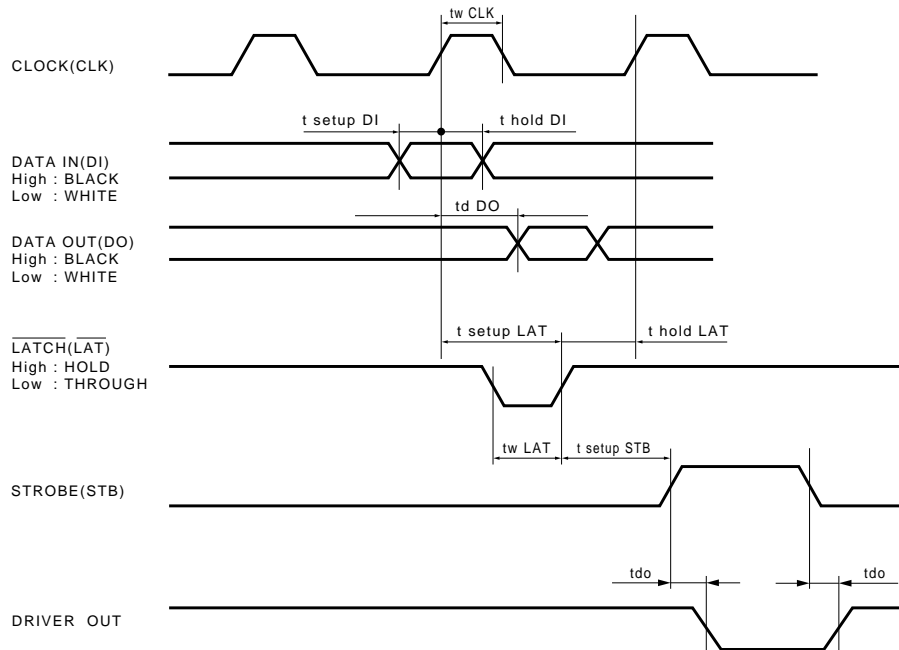 tw CLK
CLOCK(CLK)
t setup DI
t hold DI
DATA IN(DI)
High : BLACK
Low : WHITE
td DO
DATA OUT(DO)
High : BLACK
Low : WHITE
t setup LAT
t hold LAT
LATCH(LAT)
High : HOLD
Low : THROUGH
tw LAT
t setup STB
STROBE(STB)
tdo
tdo
DRIVER OUT